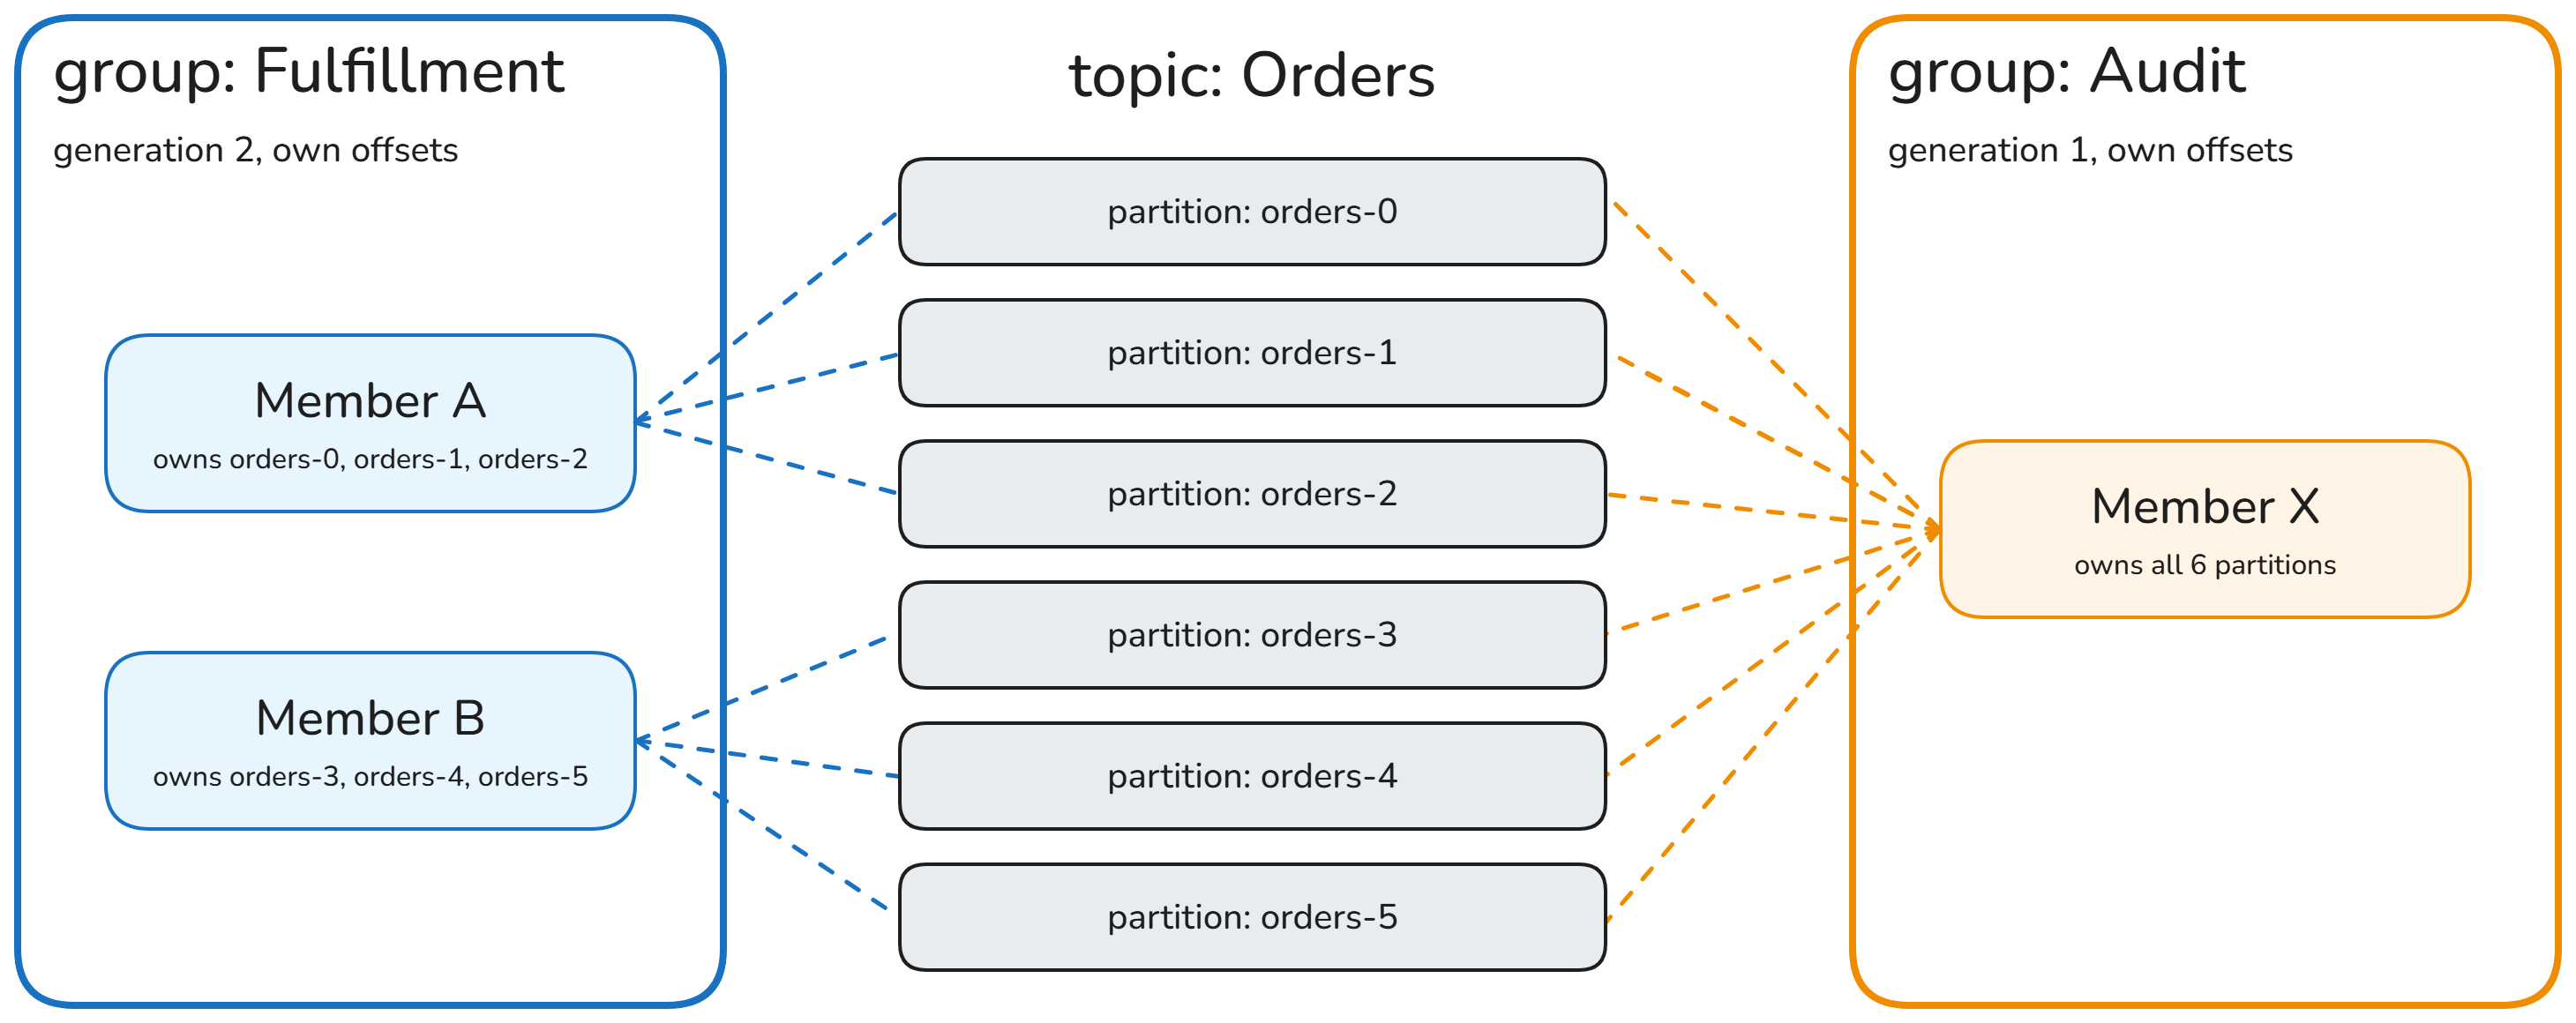 group: Fulfillment
generation 2, own offsets
Member A
owns orders-0, orders-1, orders-2
Member B
owns orders-3, orders-4, orders-5
topic: Orders
partition: orders-0
partition: orders-1
partition: orders-2
partition: orders-3
partition: orders-4
partition: orders-5
group: Audit
generation 1, own offsets
Member X
owns all 6 partitions